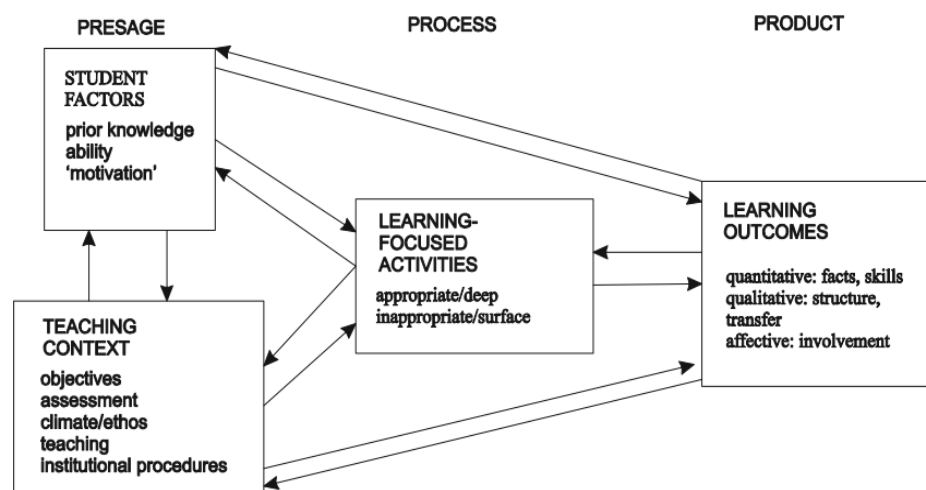 PRESAGE
PROCESS
PRODUCT
STUDENT
FACTORS
prior knowledge
ability
‘motivation’
LEARNING-
FOCUSED
ACTIVITIES
appropriate/deep
inappropriate/surface
LEARNING
OUTCOMES
quantitative: facts, skills
qualitative: structure,
transfer
affective: involvement
TEACHING
CONTEXT
objectives
assessment
climate/ethos
teaching
institutional procedures